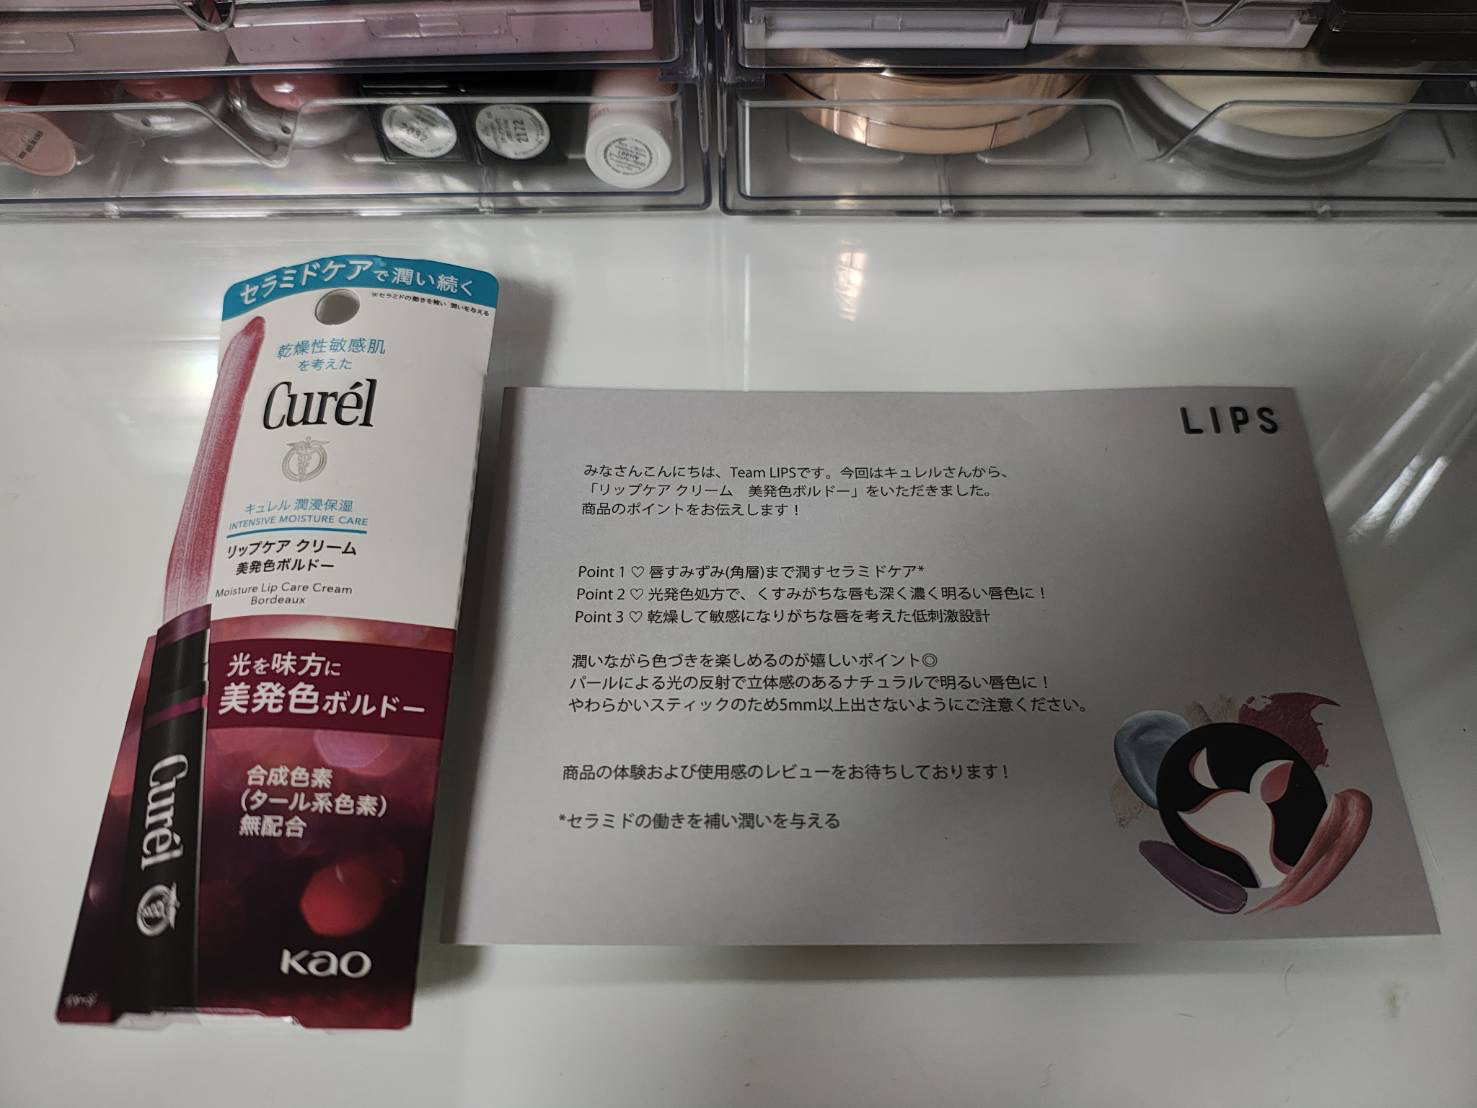 セラミドケアで潤い続く
※セラミドの働きを補い 潤いを与える
乾燥性敏感肌
を考えた
Curél
キュレル 潤浸保湿
INTENSIVE MOISTURE CARE
リップケア クリーム
美発色ボルドー
Moisture Lip Care Cream
Bordeaux
光を味方に
美発色ボルドー
合成色素
(タール系色素)
無配合
Curél
Kao
LIPS
みなさんこんにちは、Team LIPSです。今回はキュレルさんから、
「リップケア クリーム　美発色ボルドー」をいただきました。
商品のポイントをお伝えします！
Point 1 ♡ 唇すみずみ(角層)まで潤すセラミドケア*
Point 2 ♡ 光発色処方で、くすみがちな唇も深く濃く明るい唇色に！
Point 3 ♡ 乾燥して敏感になりがちな唇を考えた低刺激設計
潤いながら色づきを楽しめるのが嬉しいポイント◎
パールによる光の反射で立体感のあるナチュラルで明るい唇色に！
やわらかいスティックのため5mm以上出さないようにご注意ください。
商品の体験および使用感のレビューをお待ちしております！
*セラミドの働きを補い潤いを与える
2172